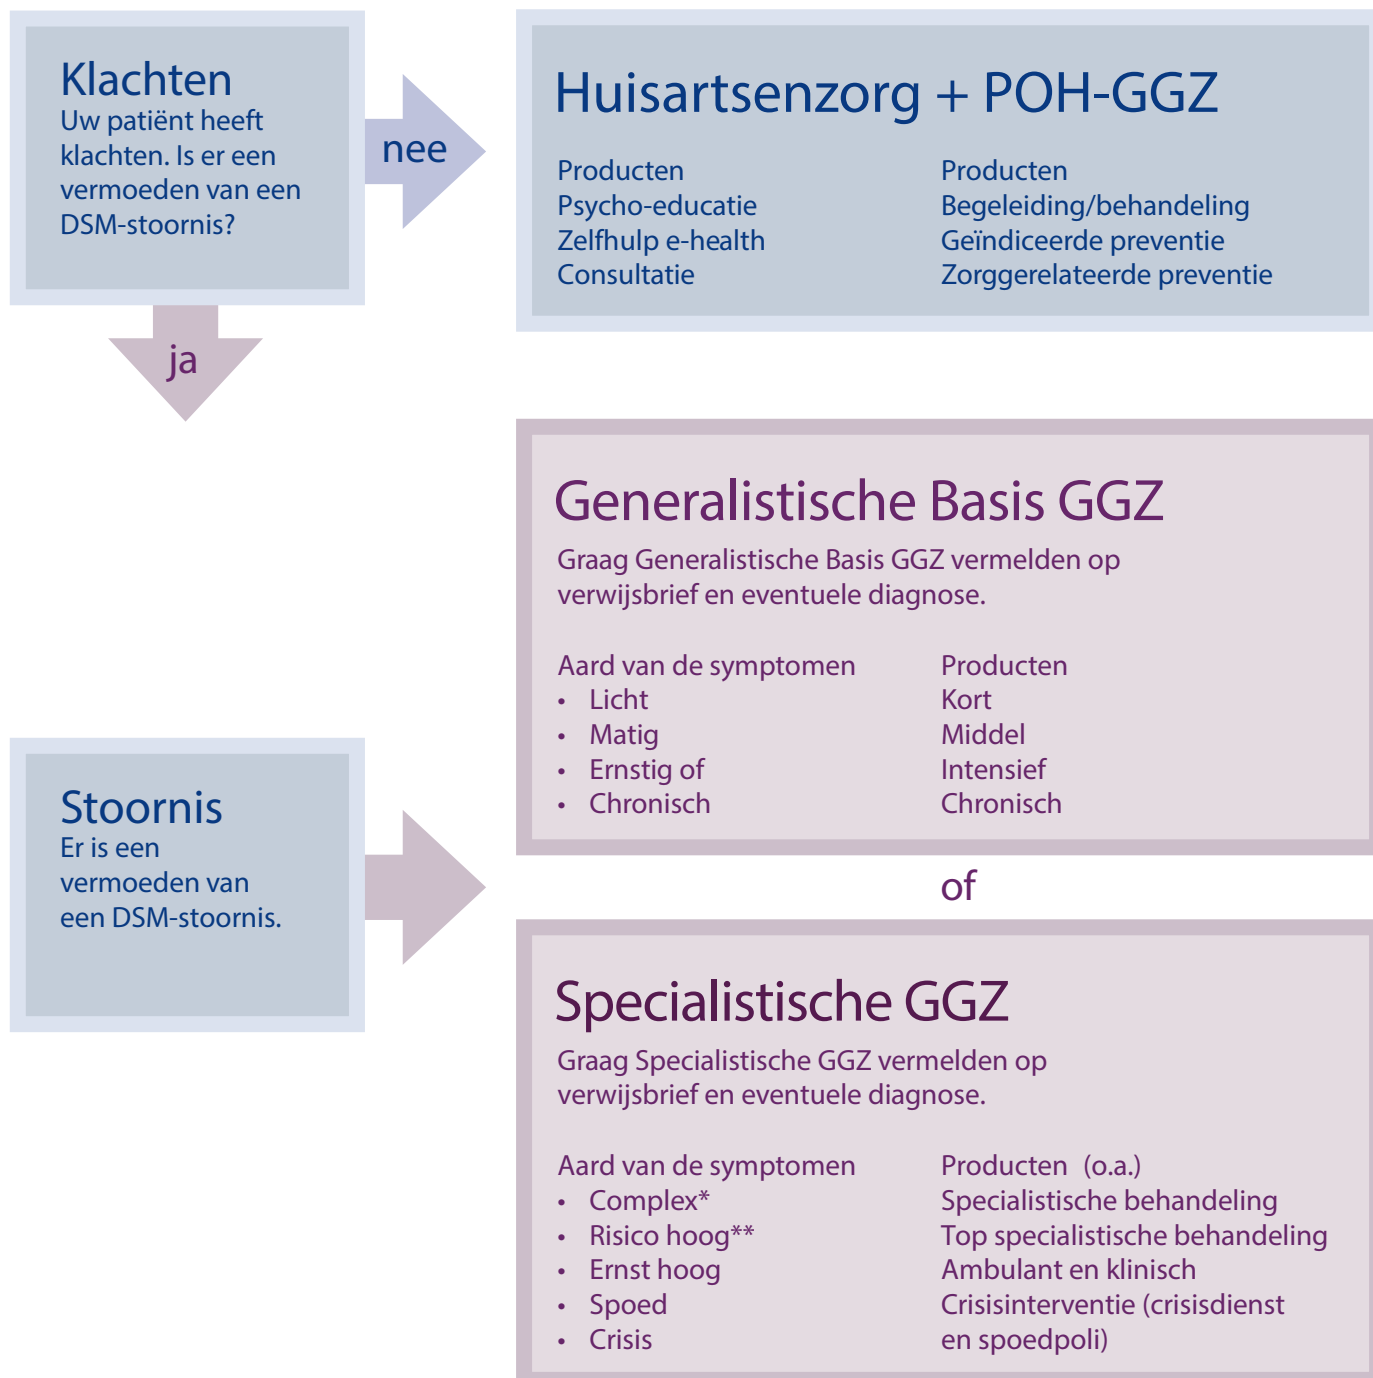 Klachten
Uw patiënt heeft
klachten. Is er een
vermoeden van een
DSM-stoornis?
nee
Huisartsenzorg + POH-GGZ
Producten
Psycho-educatie
Zelfhulp e-health
Consultatie
Producten
Begeleiding/behandeling
Geïndiceerde preventie
Zorggerelateerde preventie
ja
Generalistische Basis GGZ
Graag Generalistische Basis GGZ vermelden op
verwijsbrief en eventuele diagnose.
Aard van de symptomen
• Licht
• Matig
• Ernstig of
• Chronisch
Producten
Kort
Middel
Intensief
Chronisch
Stoornis
Er is een
vermoeden van
een DSM-stoornis.
of
Specialistische GGZ
Graag Specialistische GGZ vermelden op
verwijsbrief en eventuele diagnose.
Aard van de symptomen
• Complex*
• Risico hoog**
• Ernst hoog
• Spoed
• Crisis
Producten (o.a.)
Specialistische behandeling
Top specialistische behandeling
Ambulant en klinisch
Crisisinterventie (crisisdienst
en spoedpoli)